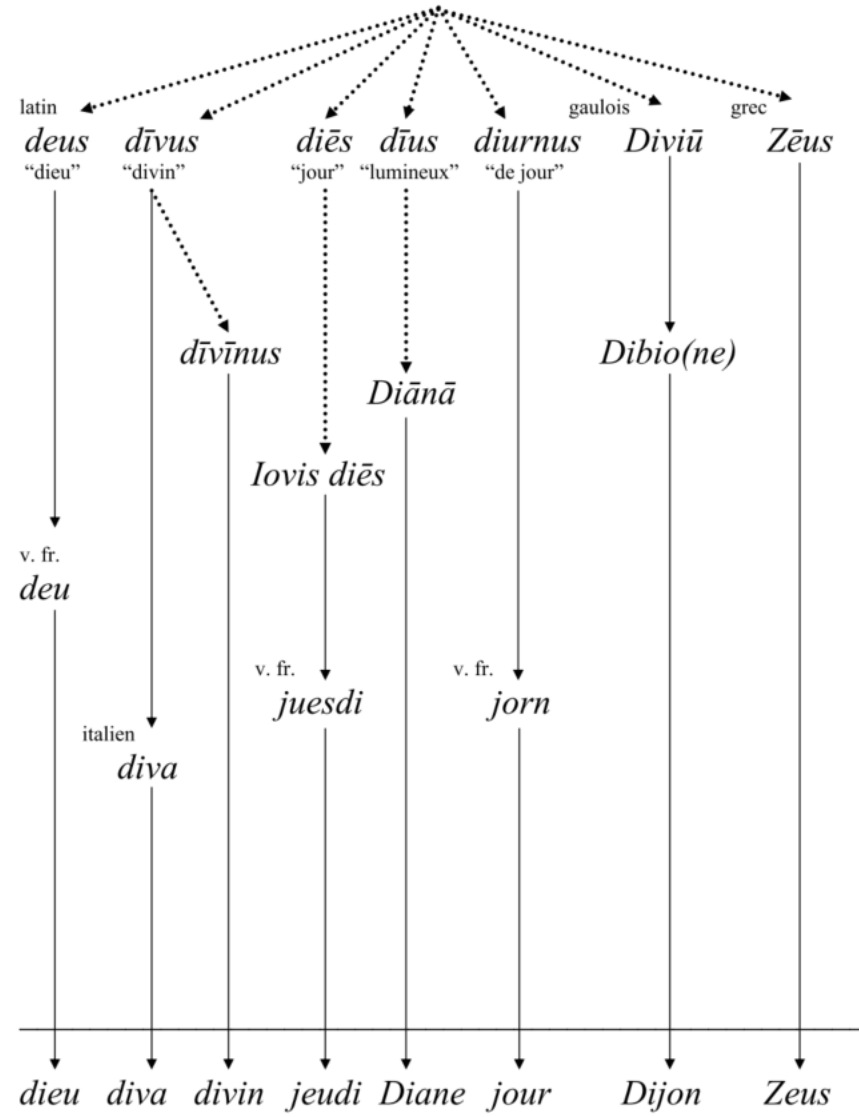 latin gaulois grec
deus dīvus diēs dīus diurnus Diviū Zēus
“dieu” “divin” “jour” “lumineux” “de jour”
dīvīnus Dibio(ne)
Diānā
Iovis diēs
v. fr.
deu
v. fr. v. fr.
juesdi jorn
italien
diva
dieu diva divin jeudi Diane jour Dijon Zeus